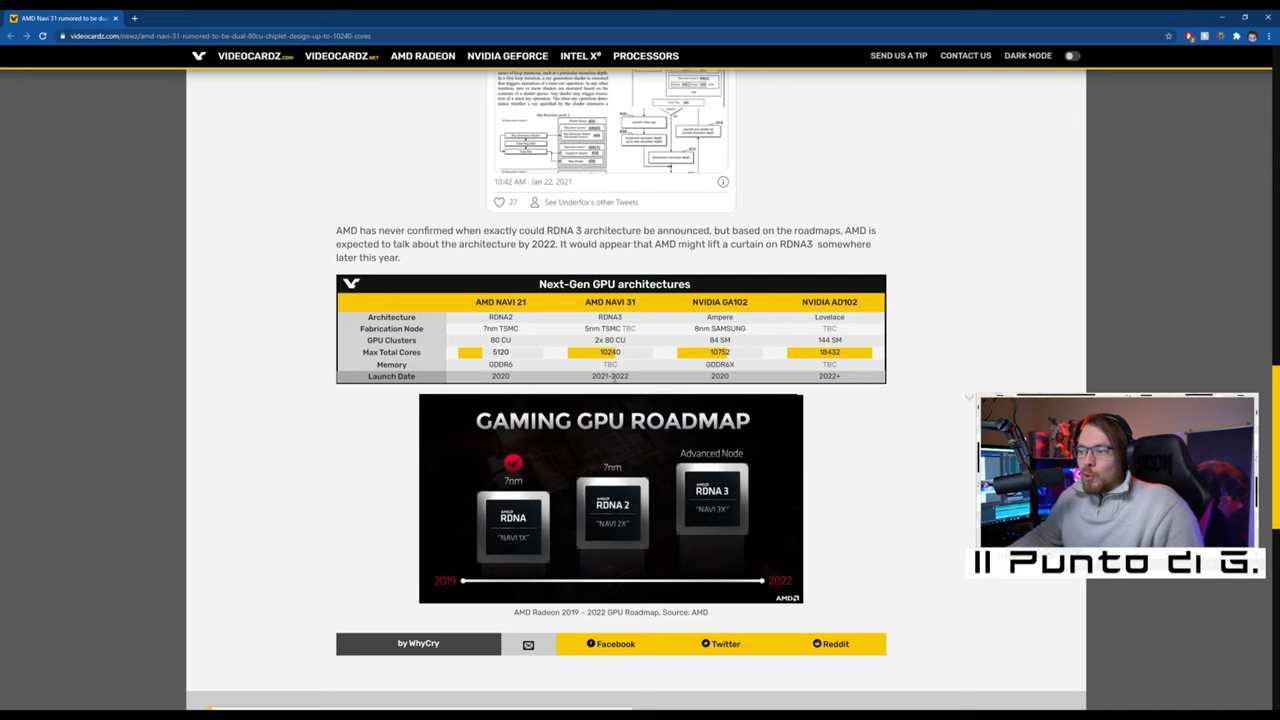 AMD Navi 31 rumored to be dua
videocardz.com/newz/amd-navi-31-rumored-to-be-dual-80cu-chiplet-design-up-to-10240-cores
VIDEOCARDZ.COM VIDEOCARDZ.NET AMD RADEON NVIDIA GEFORCE INTEL Xe PROCESSORS SEND US A TIP CONTACT US DARK MODE
10:42 AM · Jan 22, 2021
27 See Underfox's other Tweets
AMD has never confirmed when exactly could RDNA 3 architecture be announced, but based on the roadmaps, AMD is
expected to talk about the architecture by 2022. It would appear that AMD might lift a curtain on RDNA3 somewhere
later this year.
Next-Gen GPU architectures
AMD NAVI 21 AMD NAVI 31 NVIDIA GA102 NVIDIA AD102
Architecture RDNA2 RDNA3 Ampere Lovelace
Fabrication Node 7nm TSMC 5nm TSMC TBC 8nm SAMSUNG TBC
GPU Clusters 80 CU 2x 80 CU 84 SM 144 SM
Max Total Cores 5120 10240 10752 18432
Memory GDDR6 TBC GDDR6X TBC
Launch Date 2020 2021-2022 2020 2022+
GAMING GPU ROADMAP
7nm 7nm Advanced Node
AMD RDNA "NAVI 1X"
AMD RDNA 2 "NAVI 2X"
AMD RDNA 3 "NAVI 3X"
2019 2022
AMD
AMD Radeon 2019 – 2022 GPU Roadmap, Source: AMD
by WhyCry Facebook Twitter Reddit
Il Punto di G.